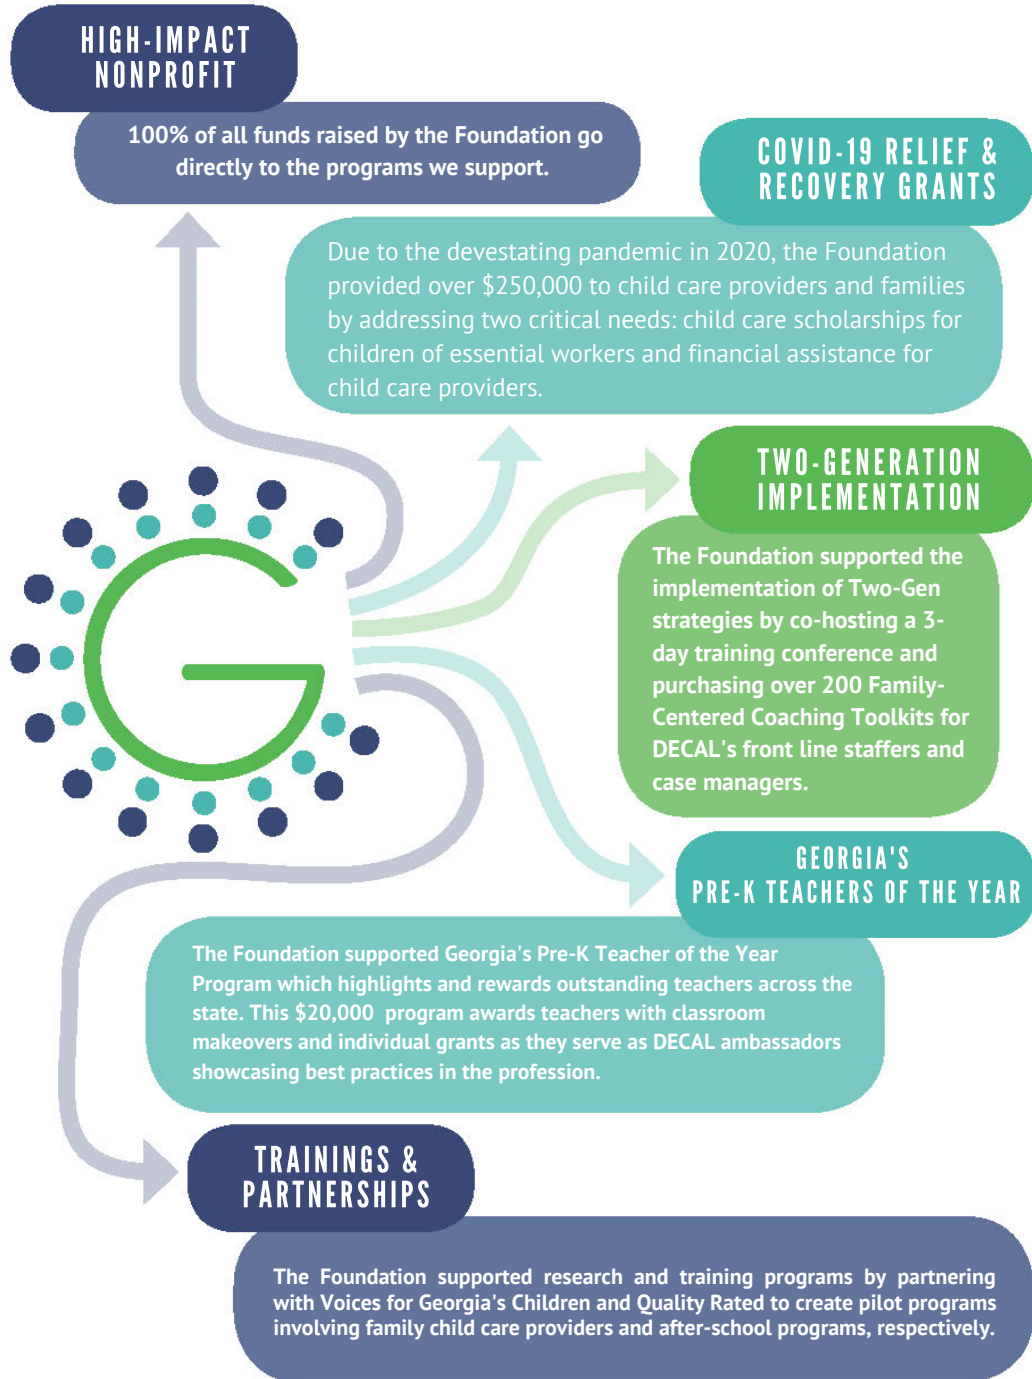 HIGH-IMPACT
NONPROFIT
100% of all funds raised by the Foundation go
directly to the programs we support.
COVID-19 RELIEF &
RECOVERY GRANTS
Due to the devestating pandemic in 2020, the Foundation
provided over $250,000 to child care providers and families
by addressing two critical needs: child care scholarships for
children of essential workers and financial assistance for
child care providers.
TWO-GENERATION
IMPLEMENTATION
The Foundation supported the
implementation of Two-Gen
strategies by co-hosting a 3-
day training conference and
purchasing over 200 Family-
Centered Coaching Toolkits for
DECAL's front line staffers and
case managers.
G
GEORGIA'S
PRE-K TEACHERS OF THE YEAR
The Foundation supported Georgia's Pre-K Teacher of the Year
Program which highlights and rewards outstanding teachers across the
state. This $20,000 program awards teachers with classroom
makeovers and individual grants as they serve as DECAL ambassadors
showcasing best practices in the profession.
TRAININGS &
PARTNERSHIPS
The Foundation supported research and training programs by partnering
with Voices for Georgia's Children and Quality Rated to create pilot programs
involving family child care providers and after-school programs, respectively.